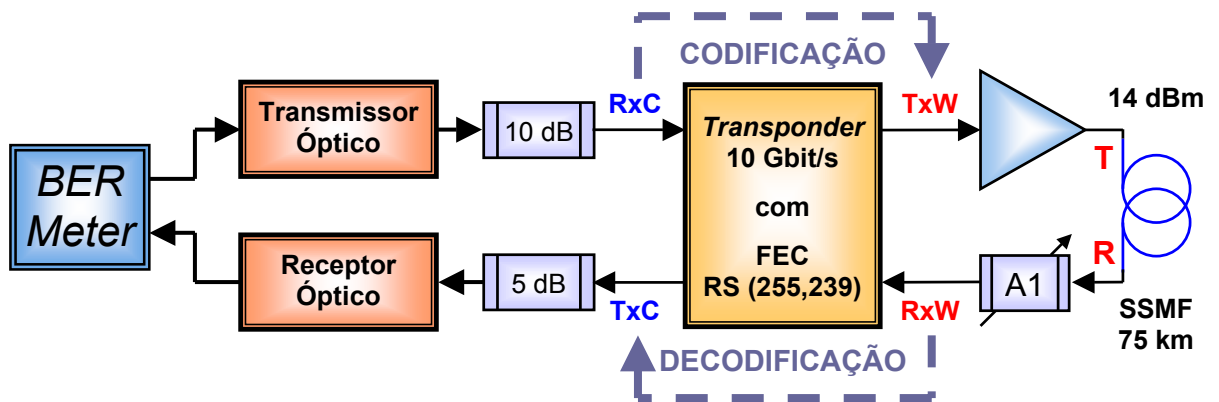 CODIFICAÇÃO
BER
Meter
Transmissor
Óptico
10 dB
RxC
Transponder
10 Gbit/s
com
FEC
RS (255,239)
TxW
14 dBm
T
Receptor
Óptico
5 dB
TxC
RxW
A1
R
SSMF
75 km
DECODIFICAÇÃO